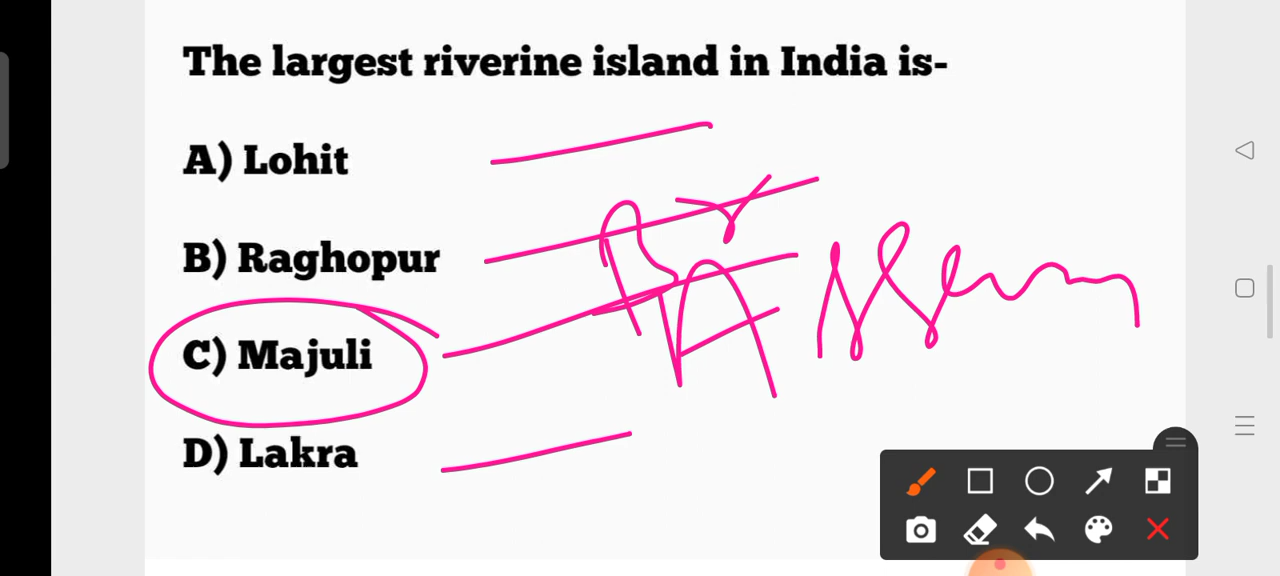 The largest riverine island in India is-
A) Lohit
B) Raghopur
C) Majuli
D) Lakra